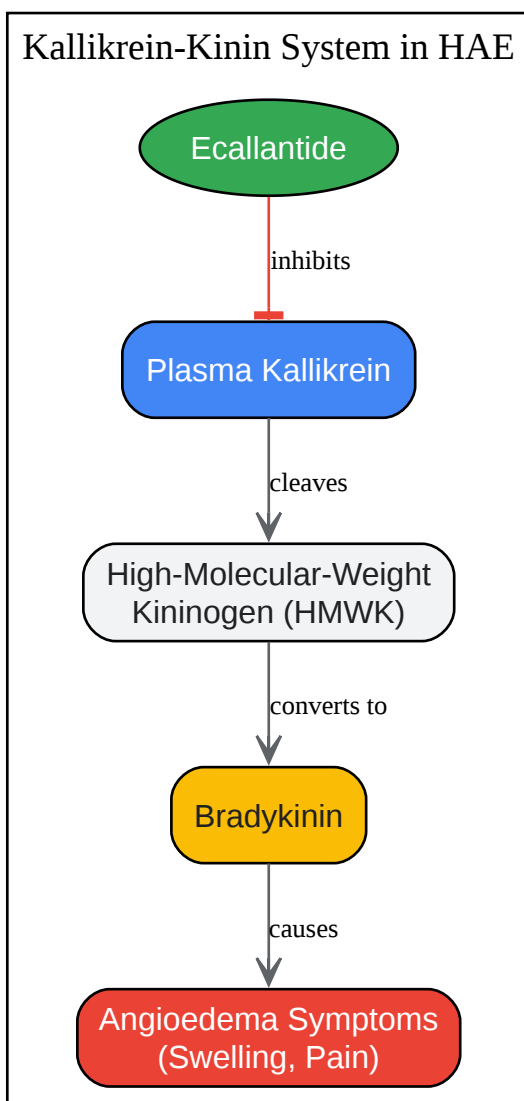 Kallikrein-Kinin System in HAE
Ecallantide
inhibits
Plasma Kallikrein
cleaves
High-Molecular-Weight
Kininogen (HMWK)
converts to
Bradykinin
causes
Angioedema Symptoms
(Swelling, Pain)